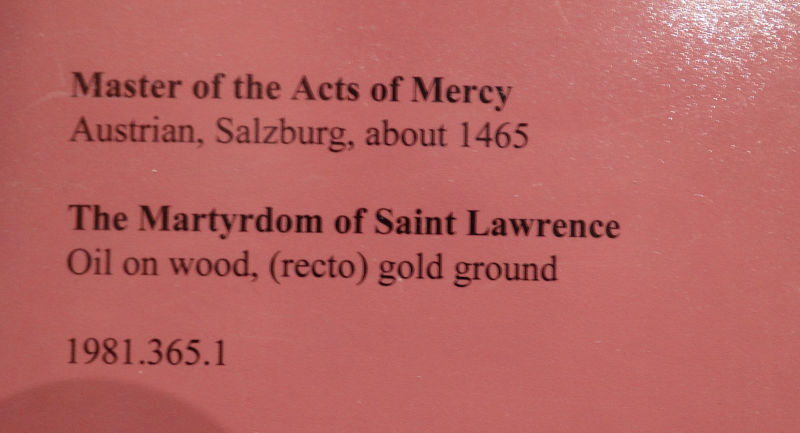 Master of the Acts of Mercy
Austrian, Salzburg, about 1465
The Martyrdom of Saint Lawrence
Oil on wood, (recto) gold ground
1981.365.1